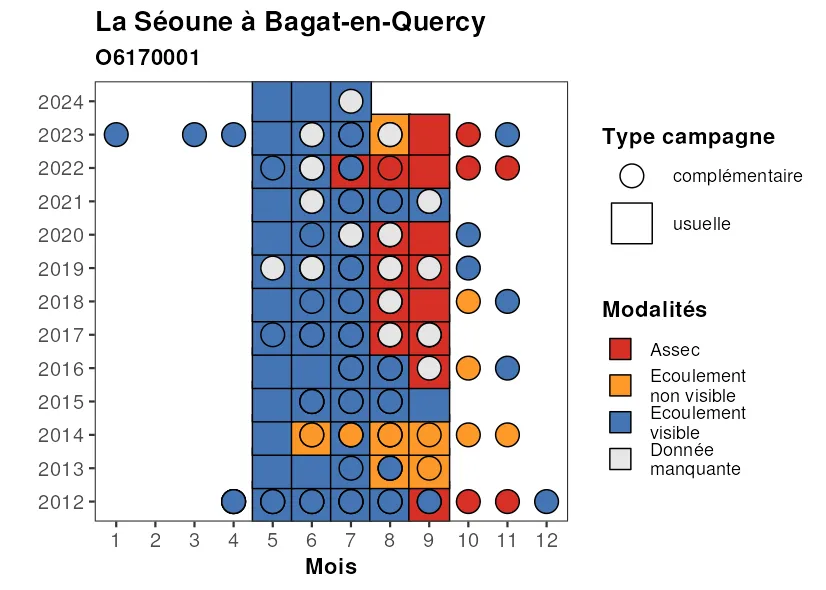 La Séoune à Bagat-en-Quercy
O6170001
2024
2023
2022
2021
2020
2019
2018
2017
2016
2015
2014
2013
2012
1 2 3 4 5 6 7 8 9 10 11 12
Mois
Type campagne
complémentaire
usuelle
Modalités
Assec
Ecoulement
non visible
Ecoulement
visible
Donnée
manquante